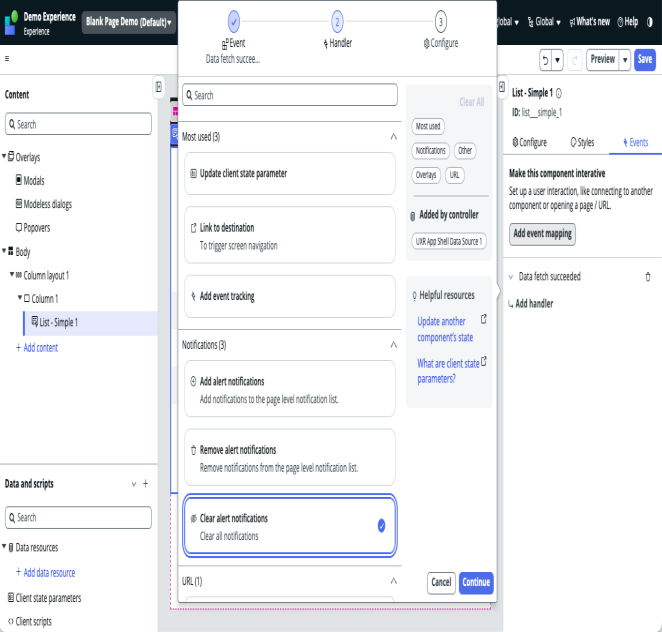 Demo Experience
Experience
Blank Page Demo (Default)
Global
What's new
Help
Preview
Save
Content
Search
Overlays
Modals
Modeless dialogs
Popovers
Body
Column layout 1
Column 1
List - Simple 1
+ Add content
Data and scripts
Search
Data resources
+ Add data resource
Client state parameters
Client scripts
2
3
Event
Data fetch succee...
Handler
Configure
Search
Most used (3)
Update client state parameter
Link to destination
To trigger screen navigation
Add event tracking
Notifications (3)
Add alert notifications
Add notifications to the page level notification list.
Remove alert notifications
Remove notifications from the page level notification list.
Clear alert notifications
Clear all notifications
URL (1)
Clear All
Most used
Notifications
Other
Overlays
URL
Added by controller
UXR App Shell Data Source 1
Helpful resources
Update another
component's state
What are client state
parameters?
Cancel
Continue
List - Simple 1
ID: list__simple_1
Configure
Styles
Events
Make this component interative
Set up a user interaction, like connecting to another
component or opening a page / URL.
Add event mapping
Data fetch succeeded
Add handler